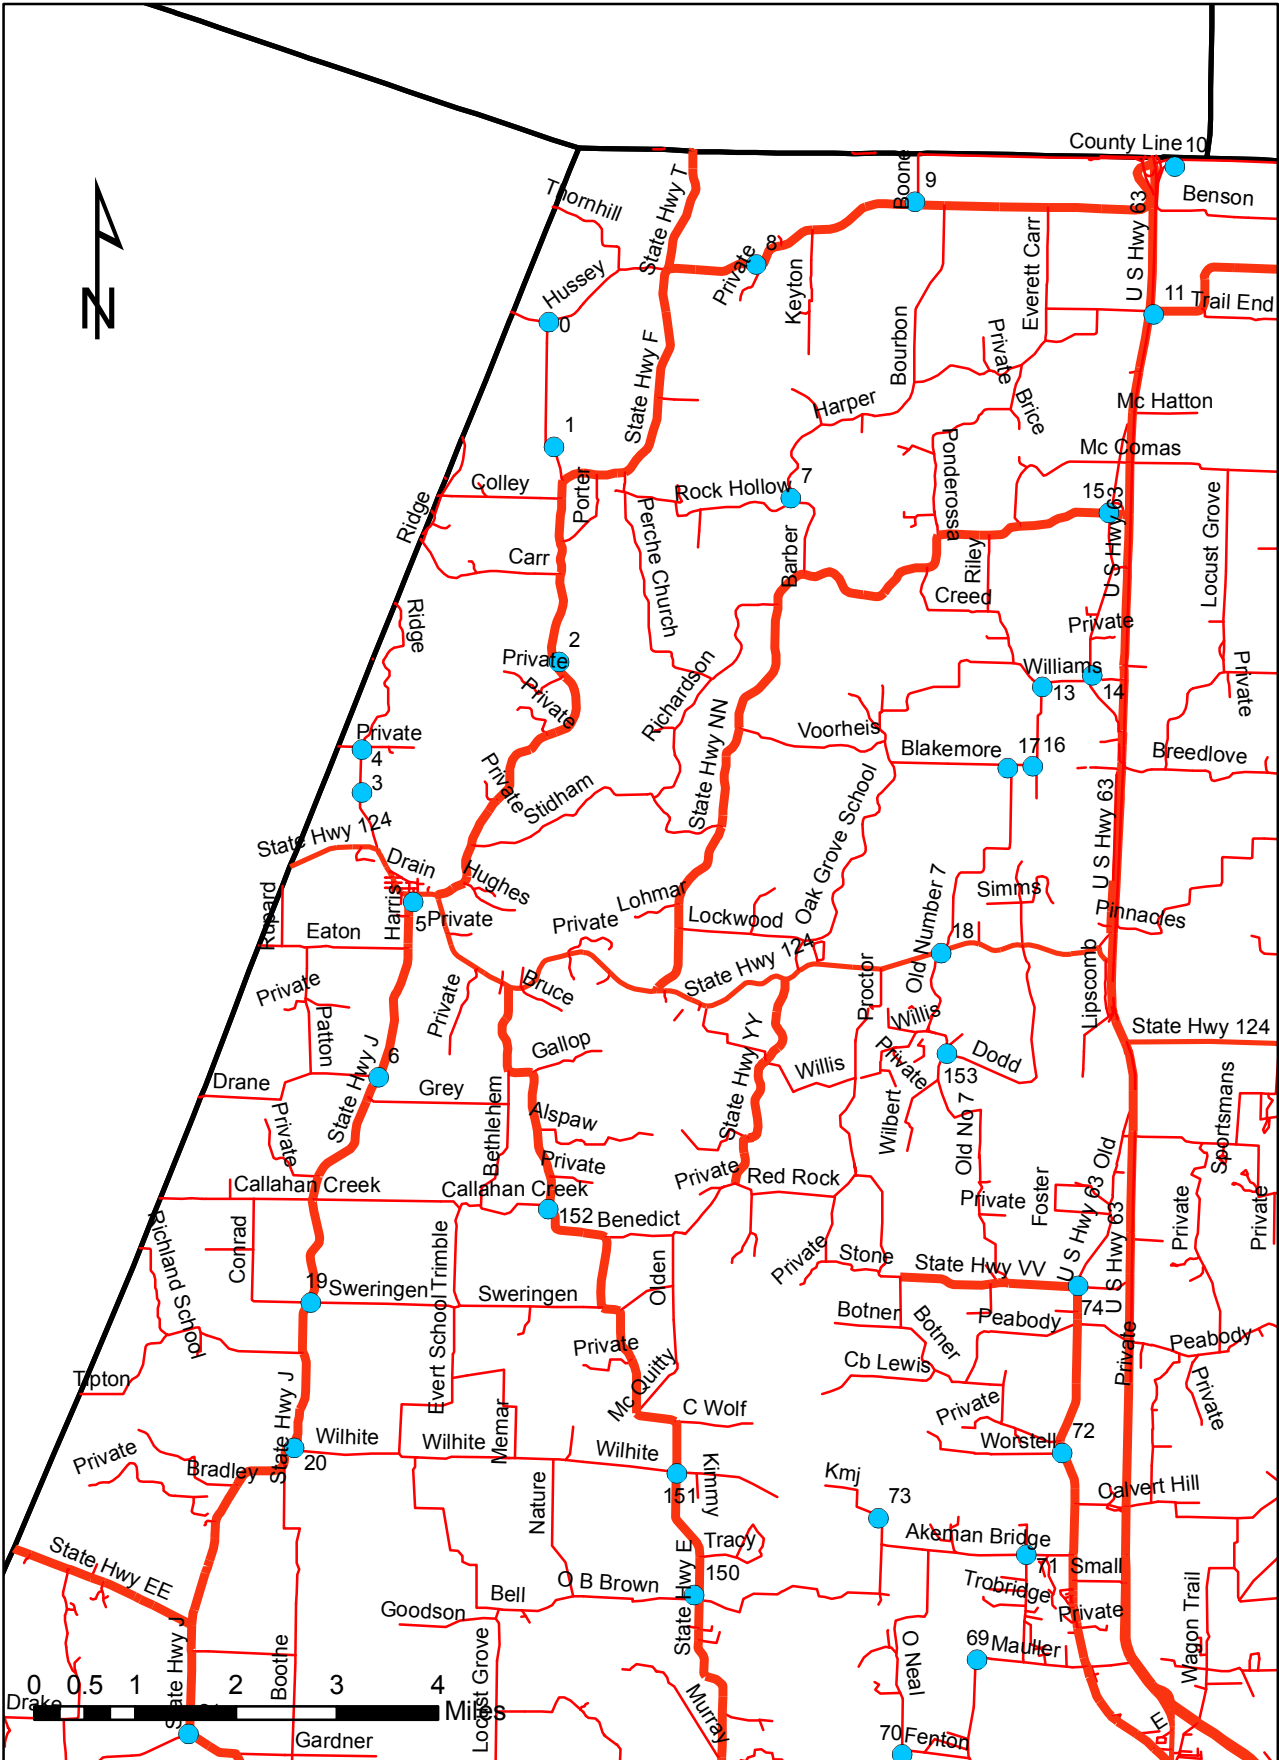 County Line 10
Boone
9
Benson
Thornhill
State Hwy T
U S Hwy 63
8
Private
Hussey
Keyton
Everett Carr
11
Trail End
0
N
Bourbon
Private
State Hwy F
Harper
Brice
Mc Hatton
1
Ponderossa
Mc Comas
Colley
Porter
Rock Hollow
7
15
U S Hwy 63
Ridge
Perche Church
Locust Grove
Carr
Barber
Riley
Creed
Ridge
Private
2
Private
Private
Richardson
Williams
13
14
Private
Private
4
Voorheis
State Hwy NN
Blakemore
17
16
Breedlove
3
Private
Stidham
Oak Grove School
U S Hwy 63
State Hwy 124
Drain
Hughes
Harris
5
Private
Private
Lohmar
Lockwood
Old Number 7
Simms
Pinnacles
Rupard
Eaton
18
State Hwy 124
Proctor
Lipscomb
Private
Private
Bruce
Patton
State Hwy J
6
Gallop
State Hwy YY
Willis
Willis
Private
153
Dodd
State Hwy 124
Drane
Grey
Private
Bethlehem
Alspaw
Wilbert
Old No 7
Sportsmans
Private
Private
Red Rock
Callahan Creek
Callahan Creek
152
Benedict
Private
Foster
U S Hwy 63 Old
U S Hwy 63
Private
Private
Richland School
Conrad
Evert School Trimble
Olden
Private
Stone
State Hwy VV
19
Sweringen
Sweringen
74
Botner
Botner
Peabody
Peabody
Private
Private
Cb Lewis
Private
Tipton
Mc Quitty
C Wolf
Private
State Hwy J
Wilhite
Wilhite
Memar
Wilhite
Worstell
72
Private
Bradley
20
151
Kimmy
Kmj
Calvert Hill
Nature
73
Akeman Bridge
State Hwy EE
Tracy
71
Small
State Hwy E
150
Bell
O B Brown
Trobridge
Private
Goodson
Wagon Trail
State Hwy J
Boothe
Locust Grove
O Neal
69
Mauller
0 0.5 1 2 3 4
Miles
Drake
Murray
E
Gardner
70
Fenton